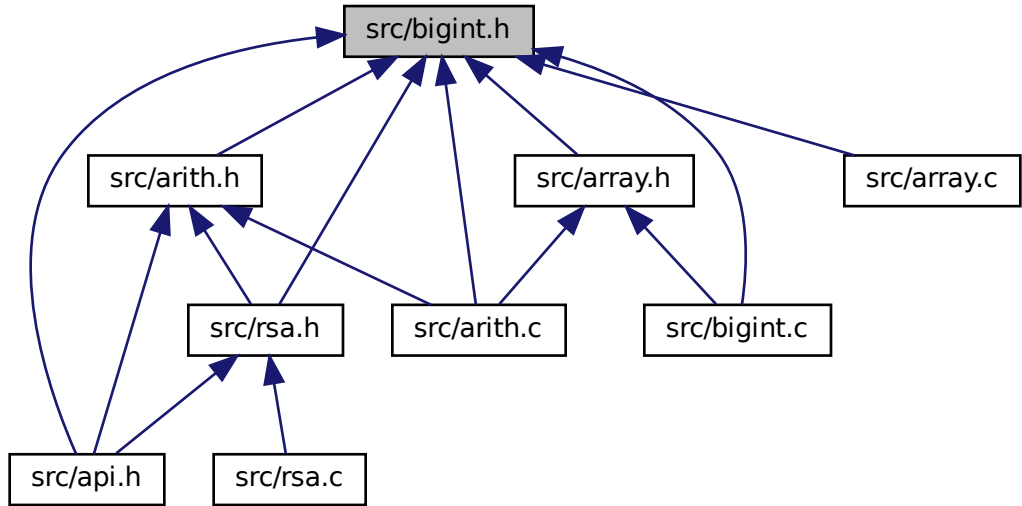 src/bigint.h
src/arith.h
src/array.h
src/array.c
src/rsa.h
src/arith.c
src/bigint.c
src/api.h
src/rsa.c